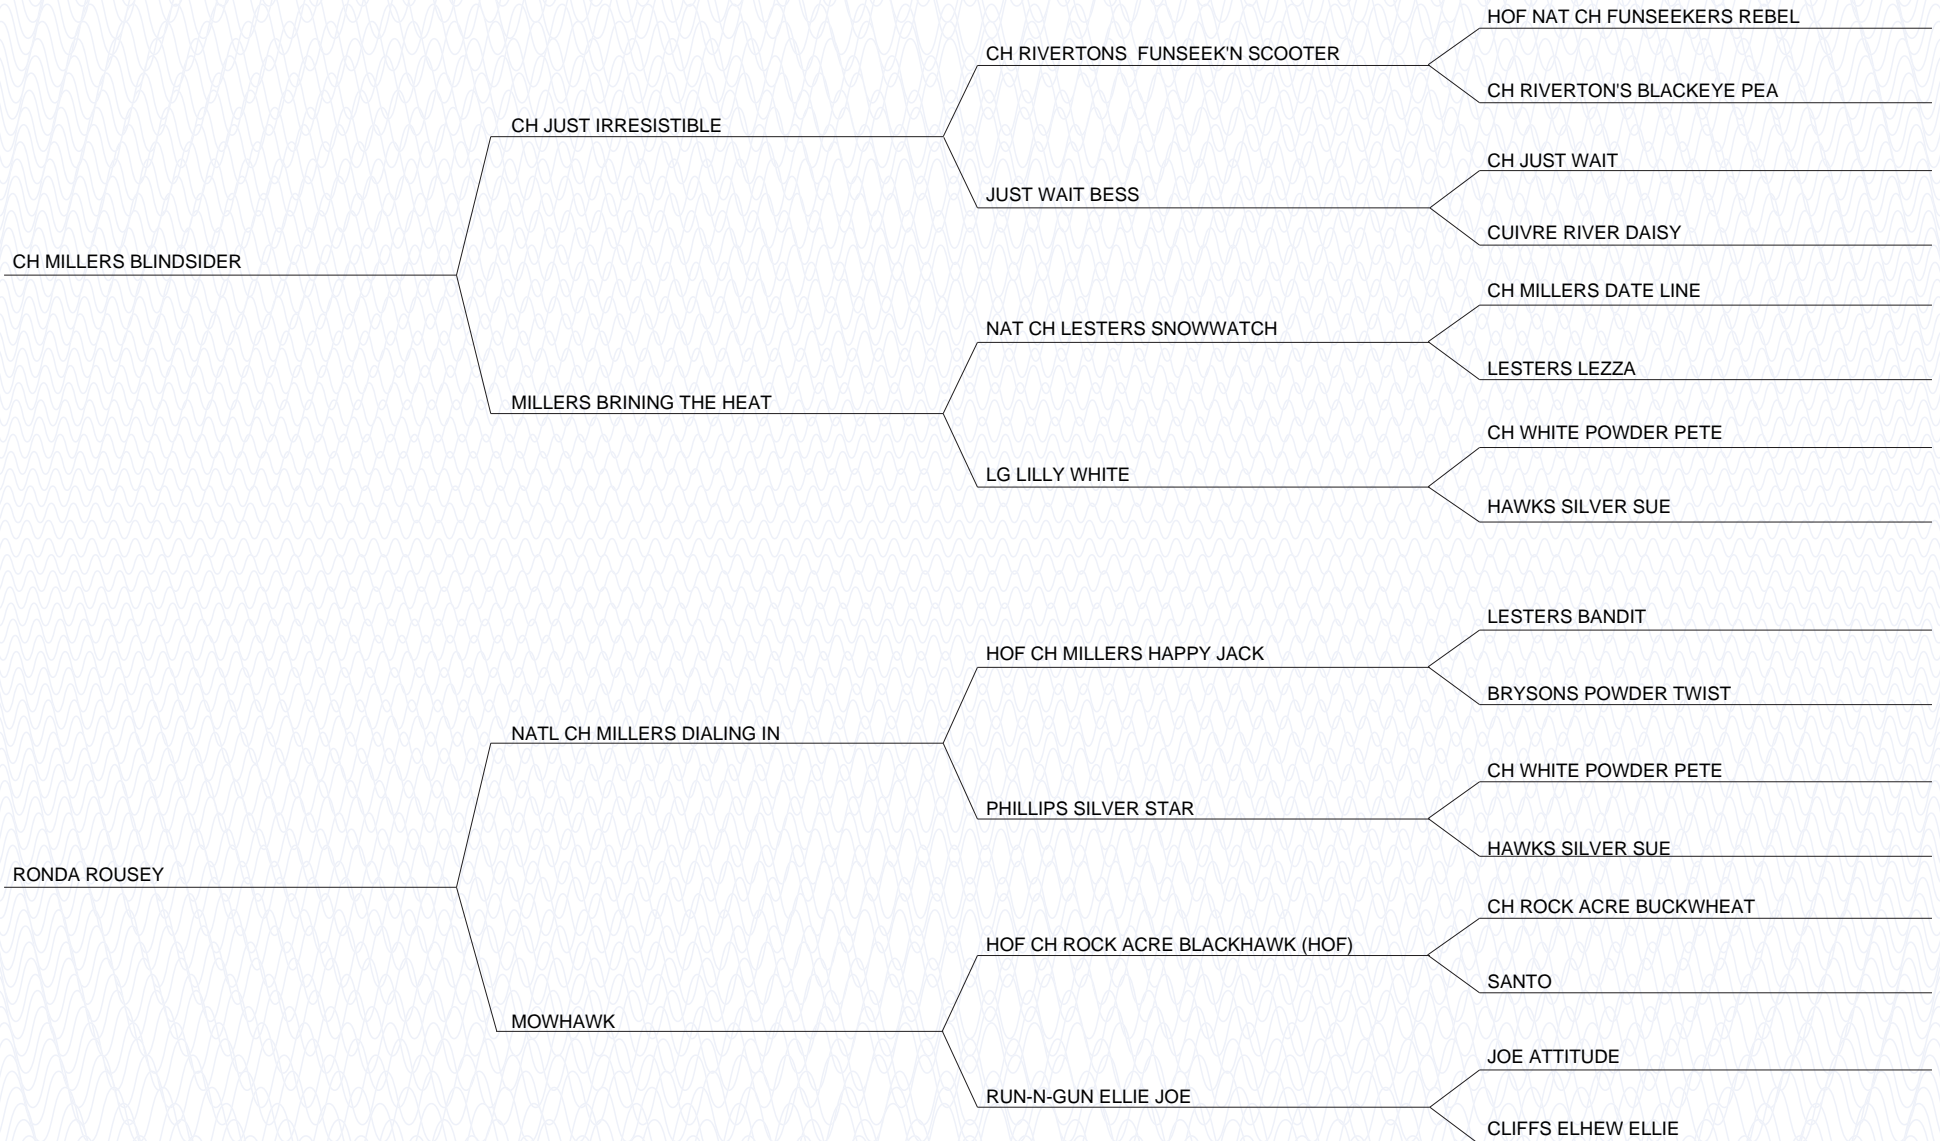 HOF NAT CH FUNSEEKERS REBEL
CH RIVERTONS  FUNSEEK'N SCOOTER
CH RIVERTON'S BLACKEYE PEA
CH JUST IRRESISTIBLE
CH JUST WAIT
JUST WAIT BESS
CUIVRE RIVER DAISY
CH MILLERS BLINDSIDER
CH MILLERS DATE LINE
NAT CH LESTERS SNOWWATCH
LESTERS LEZZA
MILLERS BRINING THE HEAT
CH WHITE POWDER PETE
LG LILLY WHITE
HAWKS SILVER SUE
LESTERS BANDIT
HOF CH MILLERS HAPPY JACK
BRYSONS POWDER TWIST
NATL CH MILLERS DIALING IN
CH WHITE POWDER PETE
PHILLIPS SILVER STAR
HAWKS SILVER SUE
RONDA ROUSEY
CH ROCK ACRE BUCKWHEAT
HOF CH ROCK ACRE BLACKHAWK (HOF)
SANTO
MOWHAWK
JOE ATTITUDE
RUN-N-GUN ELLIE JOE
CLIFFS ELHEW ELLIE